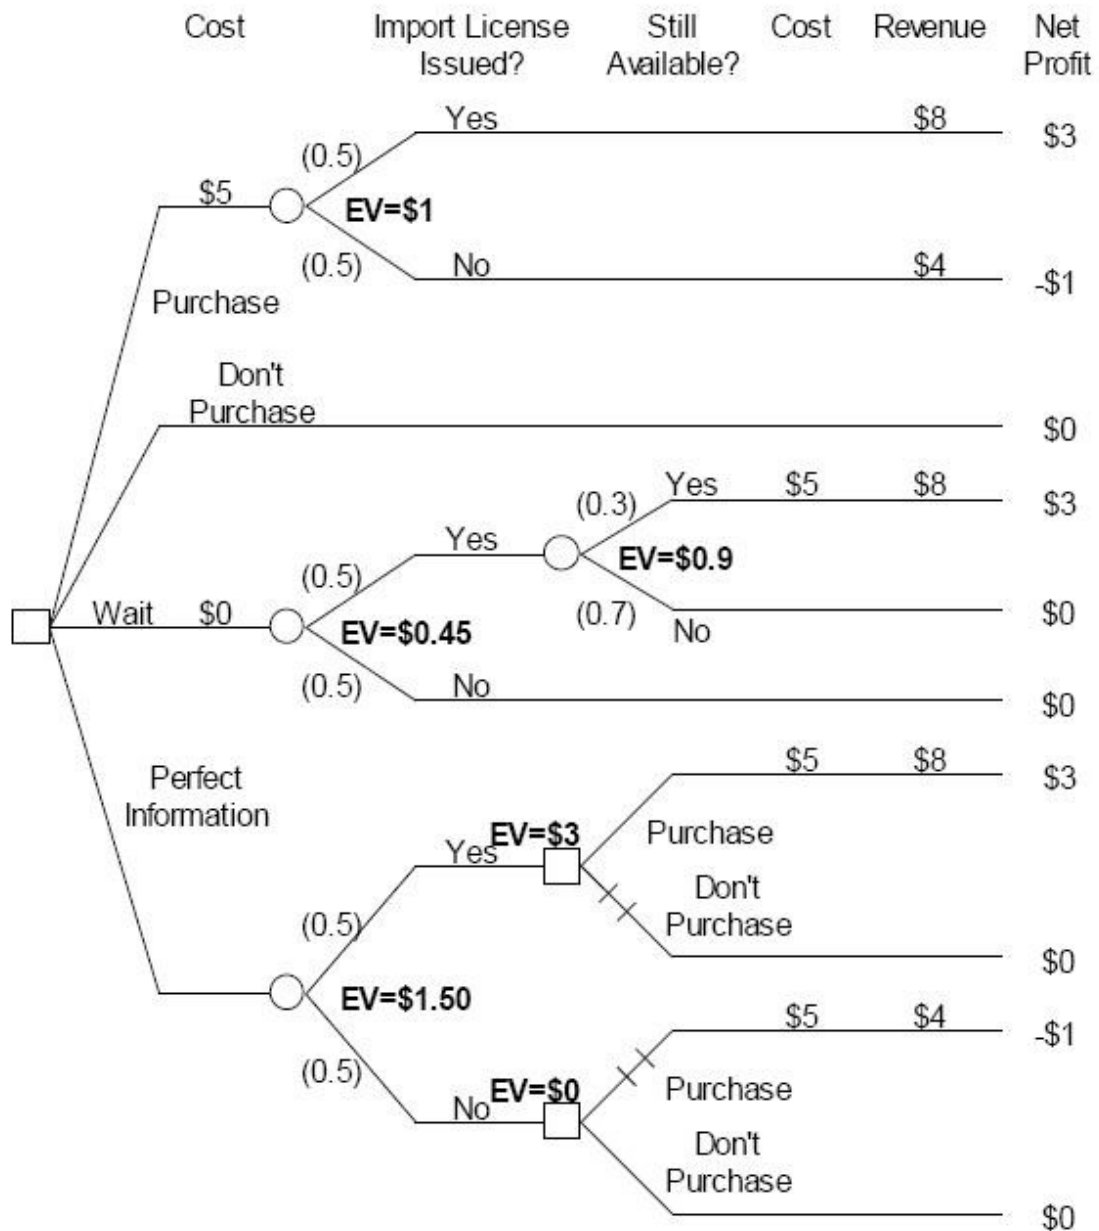 Cost Import License Still Cost Revenue Net
Issued? Available? Profit
Yes $8 $3
(0.5)
$5 EV=$1
(0.5) No $4 -$1
Purchase
Don't
Purchase $0
(0.3) Yes $5 $8 $3
Yes EV=$0.9
(0.5)
Wait $0 EV=$0.45 (0.7) No $0
(0.5) No $0
Perfect
Information
$5 $8 $3
Yes EV=$3 Purchase
Don't
Purchase
(0.5) $0
EV=$1.50
$5 $4 -$1
(0.5)
No EV=$0 Purchase
Don't
Purchase
$0